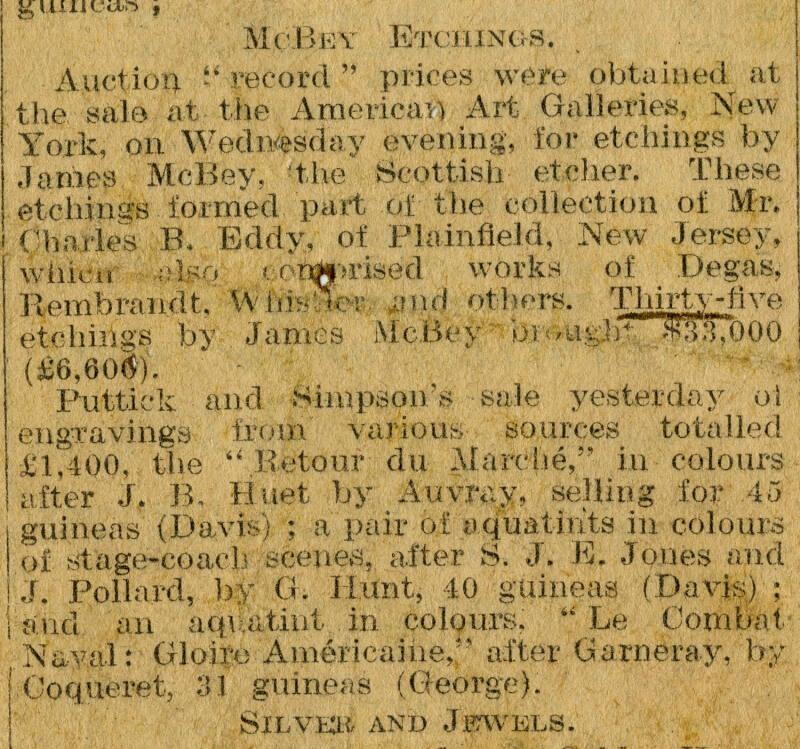 guineas ;
McBey Etchings.
Auction “ record ” prices were obtained at
the sale at the American Art Galleries, New
York, on Wednesday evening, for etchings by
James McBey, the Scottish etcher. These
etchings formed part of the collection of Mr.
Charles B. Eddy, of Plainfield, New Jersey,
which also comprised works of Degas,
Rembrandt, Whistler and others. Thirty-five
etchings by James McBey brought $33,000
(£6,600).
Puttick and Simpson's sale yesterday of
engravings from various sources totalled
£1,400, the “ Retour du Marché,” in colours
after J. B. Huet by Auvray, selling for 45
guineas (Davis) ; a pair of aquatints in colours
of stage-coach scenes, after S. J. E. Jones and
J. Pollard, by G. Hunt, 40 guineas (Davis) ;
and an aquatint in colours, “ Le Combat
Naval: Gloire Américaine,” after Garneray, by
Coqueret, 31 guineas (George).
Silver and Jewels.